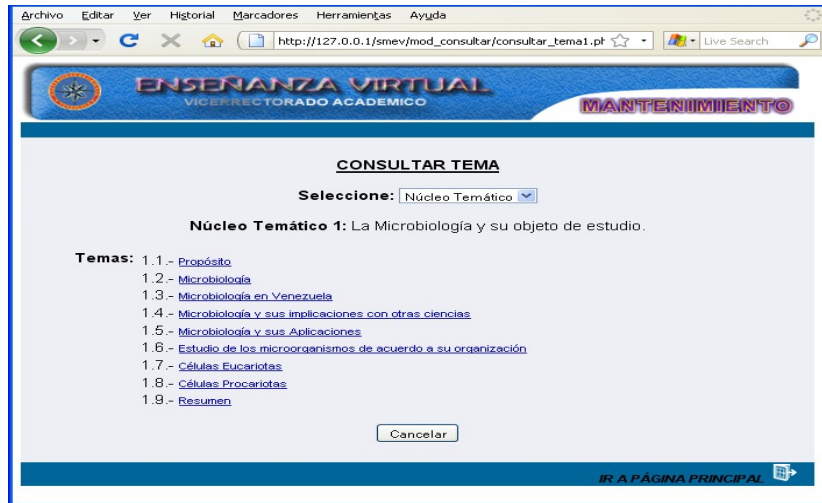 Archivo Editar Ver Historial Marcadores Herramientas Ayuda
http://127.0.0.1/smev/mod_consultar/consultar_tema1.ph
Live Search
ENSEÑANZA VIRTUAL
VICERRECTORADO ACADEMICO
MANTENIMIENTO
CONSULTAR TEMA
Seleccione: Núcleo Temático
Núcleo Temático 1: La Microbiología y su objeto de estudio.
Temas: 1.1.- Propósito
1.2.- Microbiología
1.3.- Microbiología en Venezuela
1.4.- Microbiología y sus implicaciones con otras ciencias
1.5.- Microbiología y sus Aplicaciones
1.6.- Estudio de los microorganismos de acuerdo a su organización
1.7.- Células Eucariotas
1.8.- Células Procariotas
1.9.- Resumen
Cancelar
IR A PÁGINA PRINCIPAL